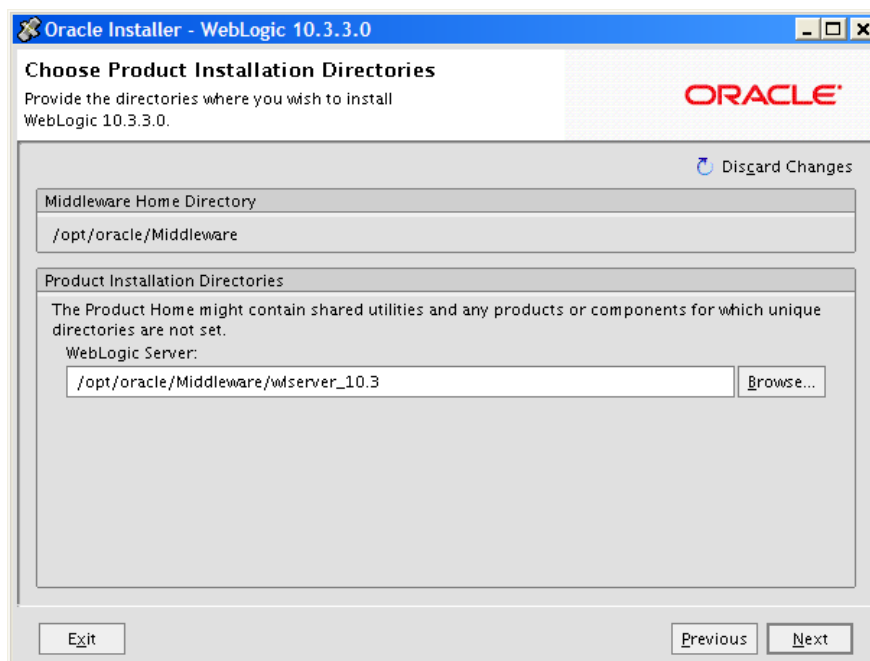 Oracle Installer - WebLogic 10.3.3.0
Choose Product Installation Directories
Provide the directories where you wish to install
WebLogic 10.3.3.0.
ORACLE
Discard Changes
Middleware Home Directory
/opt/oracle/Middleware
Product Installation Directories
The Product Home might contain shared utilities and any products or components for which unique
directories are not set.
WebLogic Server:
/opt/oracle/Middleware/wlserver_10.3
Browse...
Exit
Previous
Next